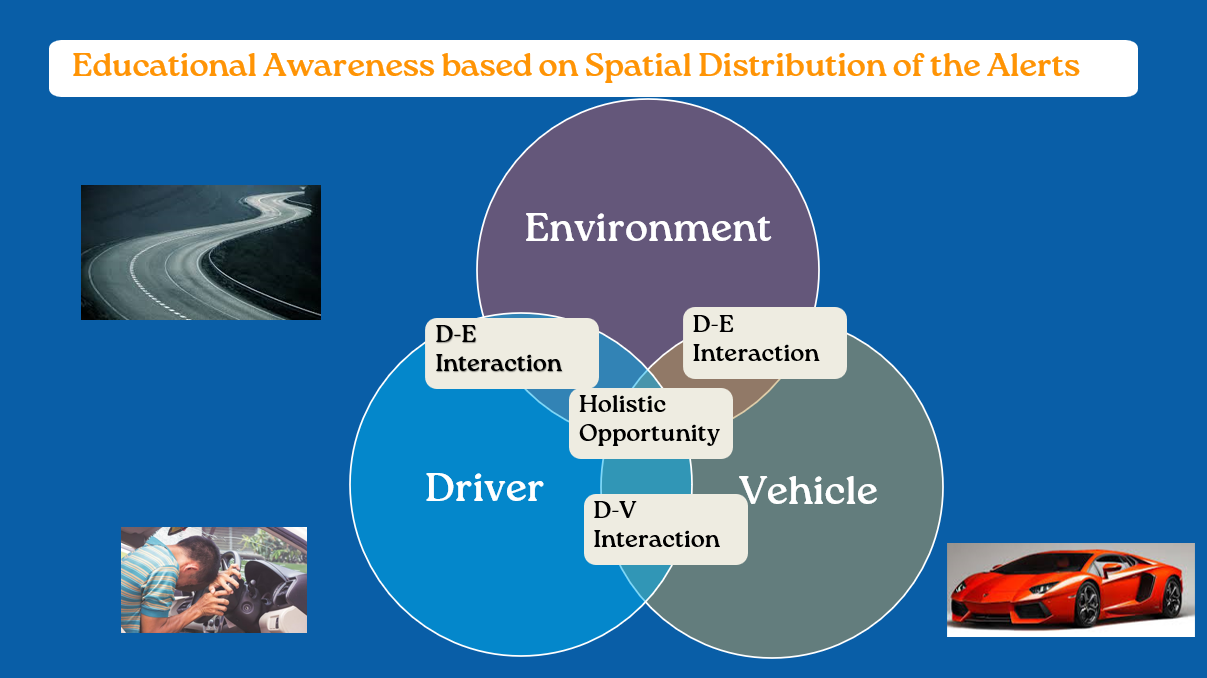 Educational Awareness based on Spatial Distribution of the Alerts
Environment
D-E
Interaction
D-E
Interaction
Holistic
Opportunity
Driver
Vehicle
D-V
Interaction